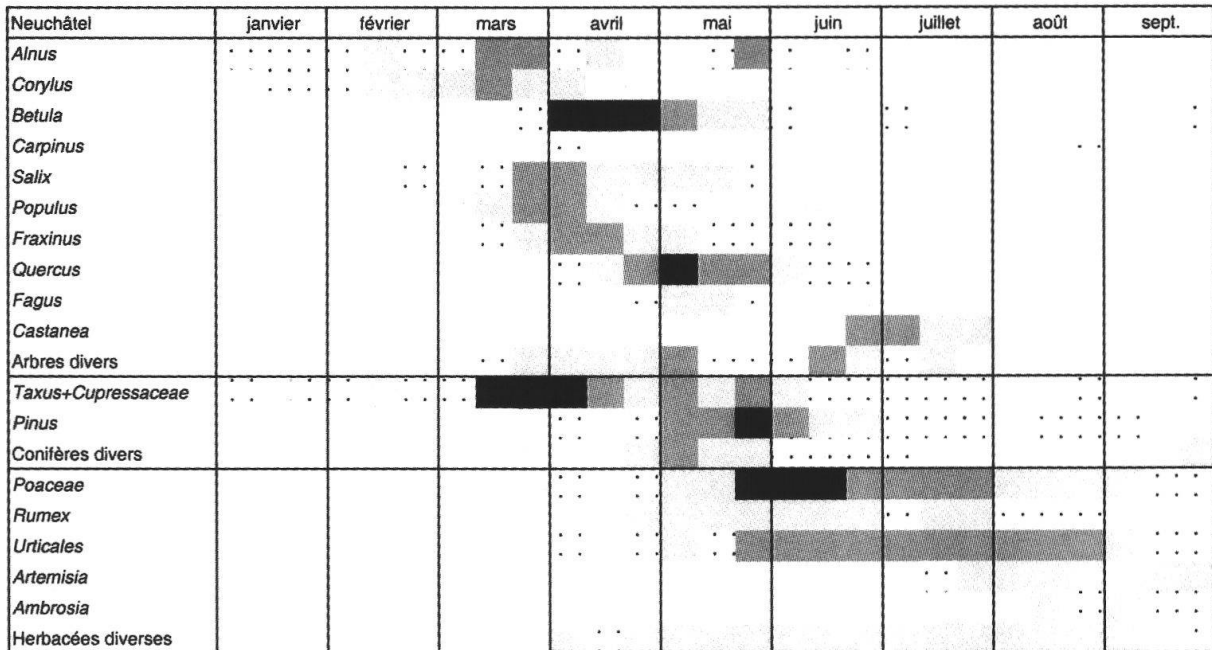 Neuchâtel janvier février mars avril mai juin juillet août sept.
Alnus
Corylus
Betula
Carpinus
Salix
Populus
Fraxinus
Quercus
Fagus
Castanea
Arbres divers
Taxus+Cupressaceae
Pinus
Conifères divers
Poaceae
Rumex
Urticales
Artemisia
Ambrosia
Herbacées diverses